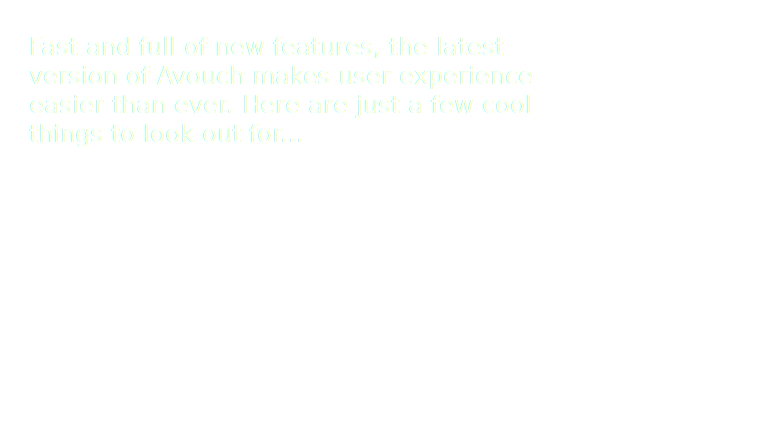 Fast and full of new features, the latest
version of Avouch makes user experience
easier than ever. Here are just a few cool
things to look out for...